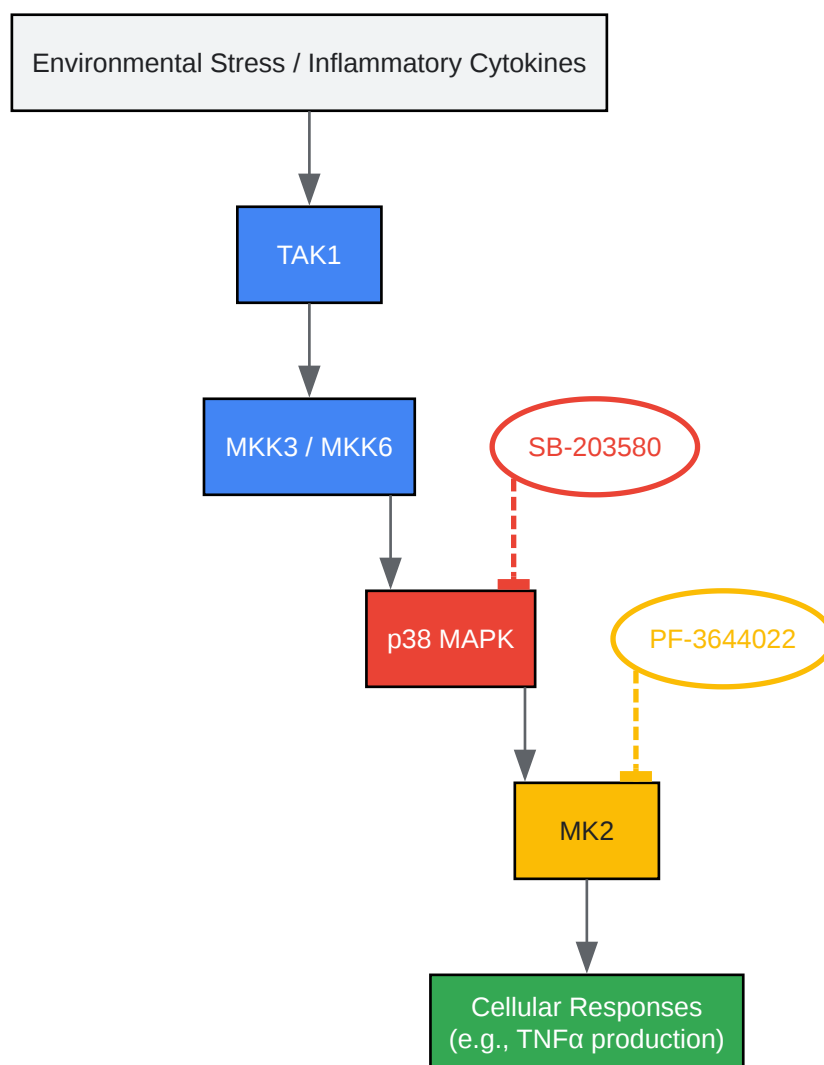 Environmental Stress / Inflammatory Cytokines
TAK1
MKK3 / MKK6
SB-203580
p38 MAPK
PF-3644022
MK2
Cellular Responses
(e.g., TNFα production)